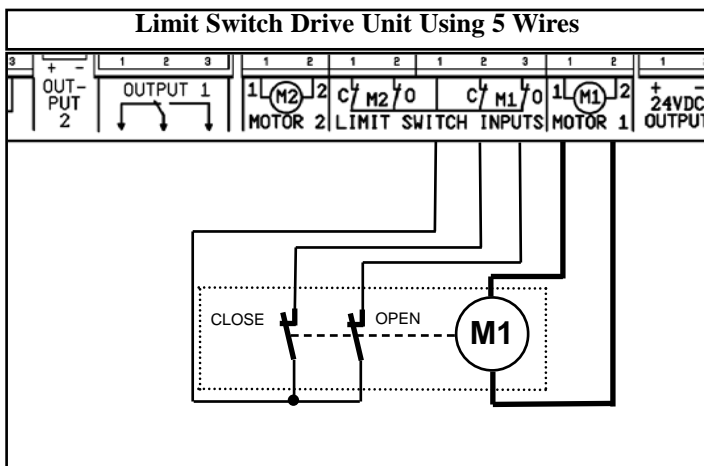 Limit Switch Drive Unit Using 5 Wires
3 + - 1 2 3 1 2 1 2 1 2 3 1 2 1
OUT- OUTPUT 1 1 M2 2 C M2 O C M1 O 1 M1 2 + -
PUT 24VDC
2 MOTOR 2 LIMIT SWITCH INPUTS MOTOR 1 OUTPUT
CLOSE OPEN
M1